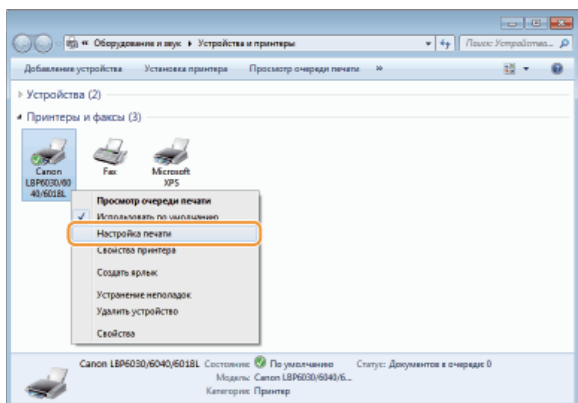 « Оборудование и звук ▸ Устройства и принтеры
Поиск: Устройства...
Добавление устройства Установка принтера Просмотр очереди печати »
Устройства (2)
Принтеры и факсы (3)
Canon LBP6030/6040/6018L
Fax
Microsoft XPS
Просмотр очереди печати
Использовать по умолчанию
Настройка печати
Свойства принтера
Создать ярлык
Устранение неполадок
Удалить устройство
Свойства
Canon LBP6030/6040/6018L Состояние: По умолчанию Статус: Документов в очереди: 0
Модель: Canon LBP6030/6040/6...
Категория: Принтер